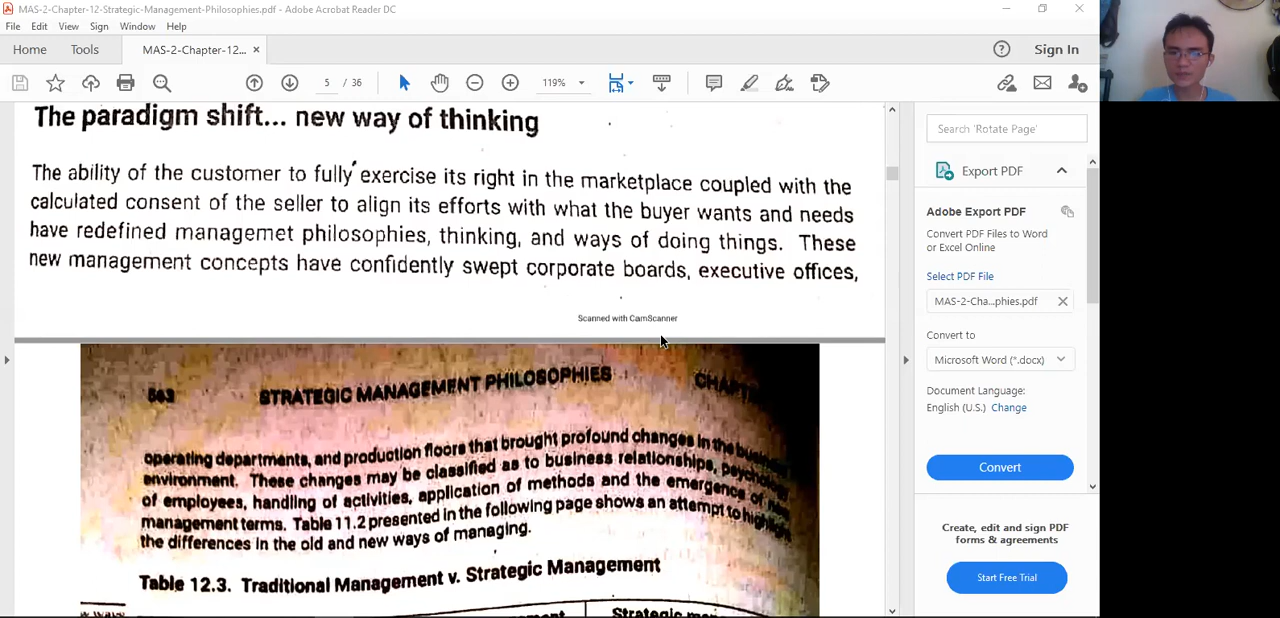 MAS-2-Chapter-12-Strategic-Management-Philosophies.pdf - Adobe Acrobat Reader DC
File Edit View Sign Window Help
Home Tools MAS-2-Chapter-12... × Sign In
5 / 36 119%
The paradigm shift... new way of thinking
The ability of the customer to fully exercise its right in the marketplace coupled with the
calculated consent of the seller to align its efforts with what the buyer wants and needs
have redefined managemet philosophies, thinking, and ways of doing things. These
new management concepts have confidently swept corporate boards, executive offices,
Scanned with CamScanner
563 STRATEGIC MANAGEMENT PHILOSOPHIES
operating departments, and production floors that brought profound changes in the
environment. These changes may be classified as to business relationships,
of employees, handling of activities, application of methods and the emergence of new
management terms. Table 11.2 presented in the following page shows an attempt to
the differences in the old and new ways of managing.
Table 12.3. Traditional Management v. Strategic Management
Search 'Rotate Page'
Export PDF
Adobe Export PDF
Convert PDF Files to Word
or Excel Online
Select PDF File
MAS-2-Cha...phies.pdf
Convert to
Microsoft Word (*.docx)
Document Language:
English (U.S.) Change
Convert
Create, edit and sign PDF
forms & agreements
Start Free Trial